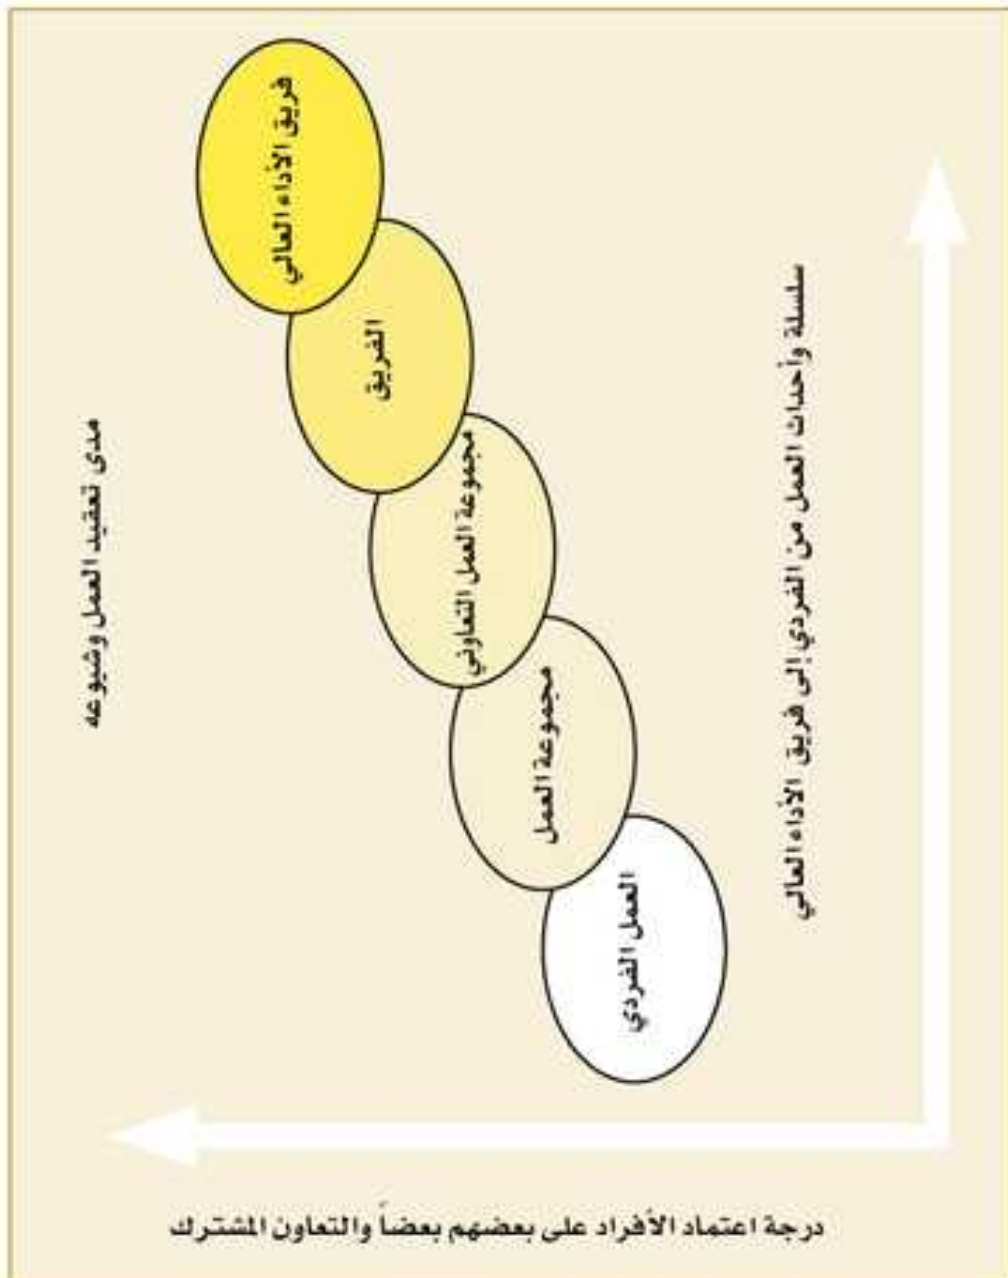 مدى تعقيد العمل وشيوعه
فريق الأداء العالي
الفريق
مجموعة العمل التعاوني
مجموعة العمل
العمل الفردي
سلسلة وأحداث العمل من الفردي إلى فريق الأداء العالي
درجة اعتماد الأفراد على بعضهم بعضاً والتعاون المشترك